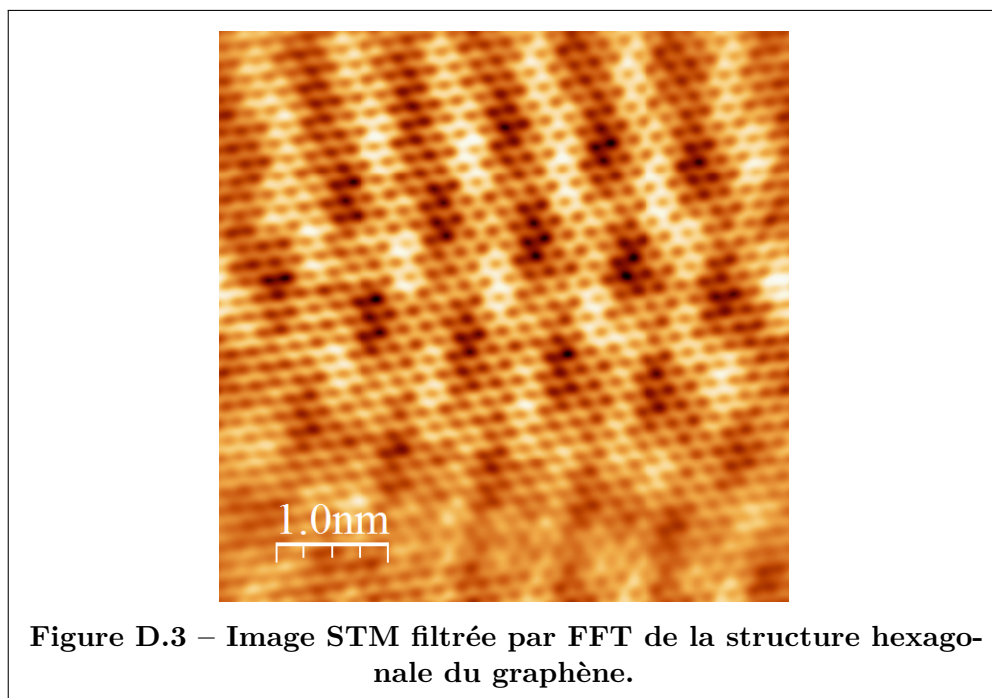 1.0nm
Figure D.3 – Image STM filtrée par FFT de la structure hexago-
nale du graphène.